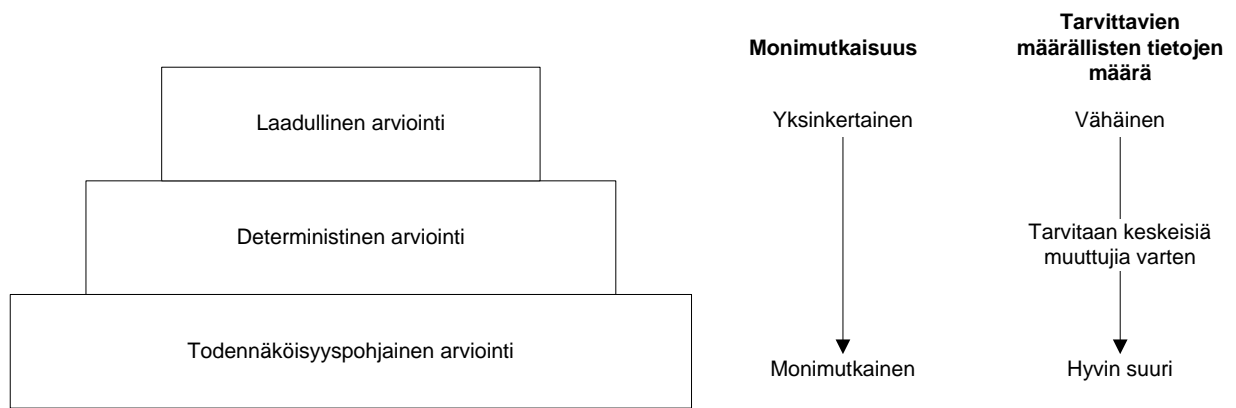 Monimutkaisuus
Tarvittavien
määrällisten tietojen
määrä
Laadullinen arviointi
Yksinkertainen
Vähäinen
Deterministinen arviointi
Tarvitaan keskeisiä
muuttujia varten
Todennäköisyyspohjainen arviointi
Monimutkainen
Hyvin suuri